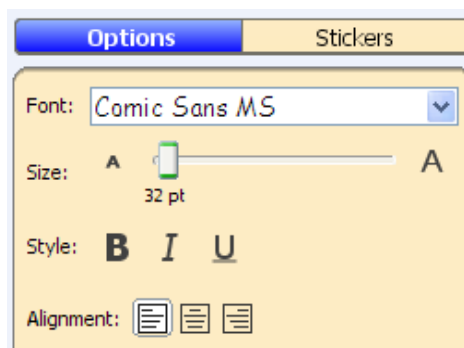 Options Stickers
Font: Comic Sans MS
Size: A A
32 pt
Style: B I U
Alignment: